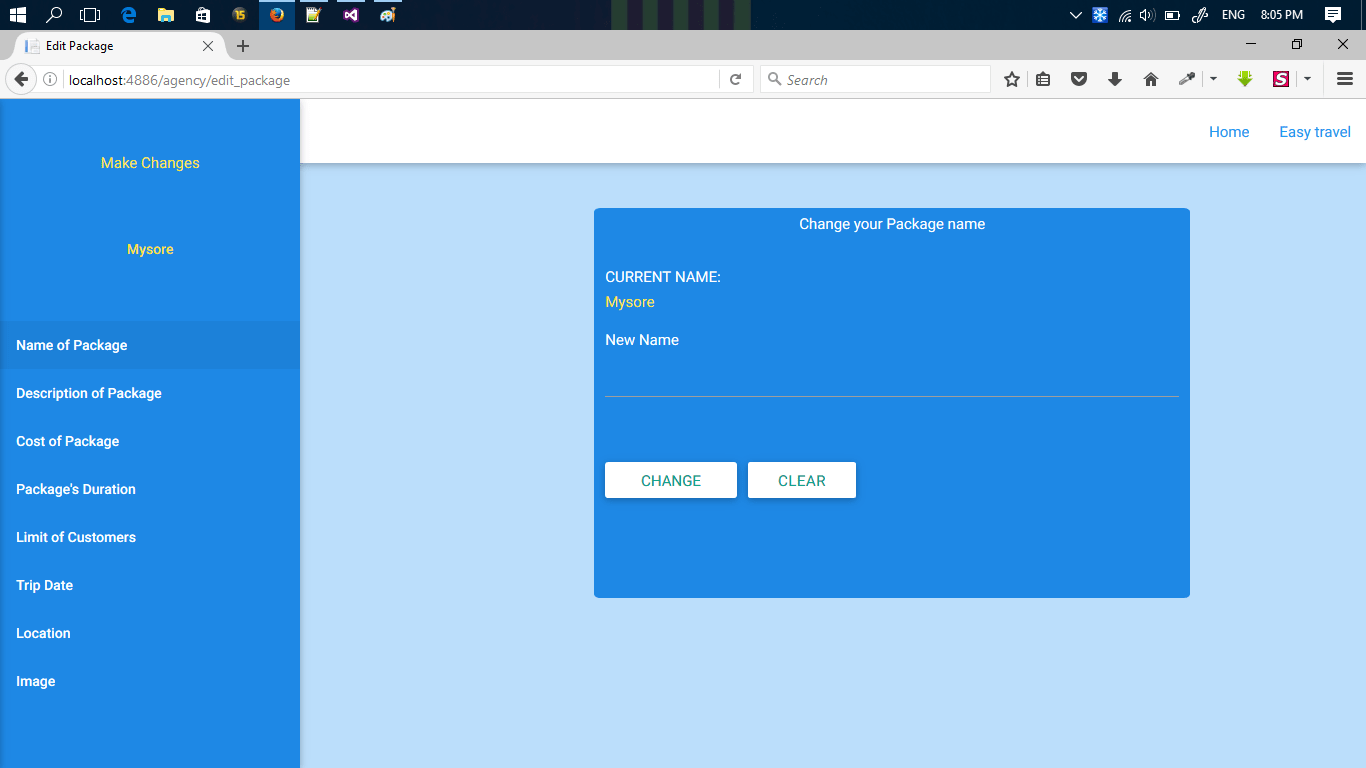 15
ENG
8:05 PM
Edit Package
localhost:4886/agency/edit_package
Search
S
Home
Easy travel
Make Changes
Mysore
Name of Package
Description of Package
Cost of Package
Package's Duration
Limit of Customers
Trip Date
Location
Image
Change your Package name
CURRENT NAME:
Mysore
New Name
CHANGE
CLEAR